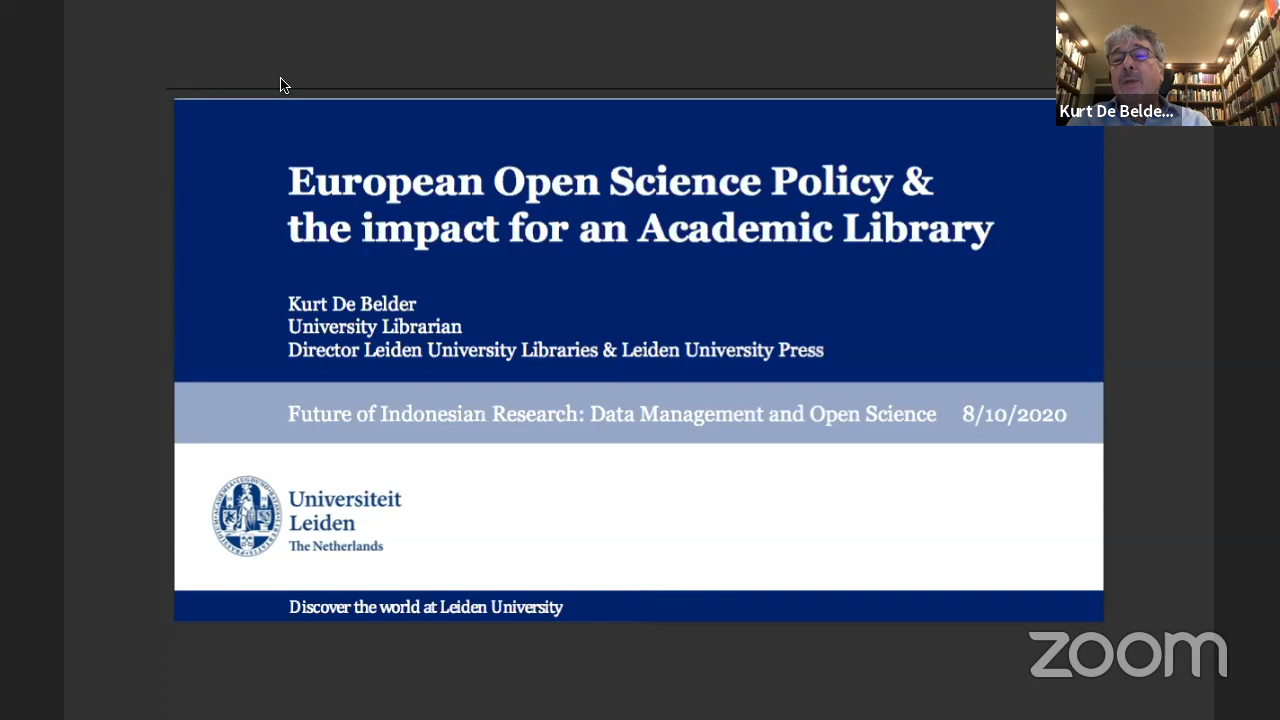 Kurt De Belde...
European Open Science Policy &
the impact for an Academic Library
Kurt De Belder
University Librarian
Director Leiden University Libraries & Leiden University Press
Future of Indonesian Research: Data Management and Open Science 8/10/2020
Universiteit
Leiden
The Netherlands
Discover the world at Leiden University
zoom